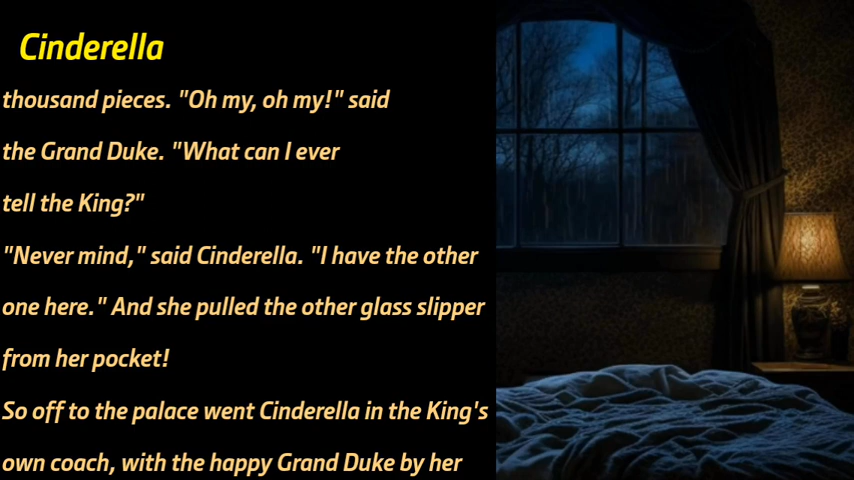 Cinderella
thousand pieces. "Oh my, oh my!" said
the Grand Duke. "What can I ever
tell the King?"
"Never mind," said Cinderella. "I have the other
one here." And she pulled the other glass slipper
from her pocket!
So off to the palace went Cinderella in the King's
own coach, with the happy Grand Duke by her